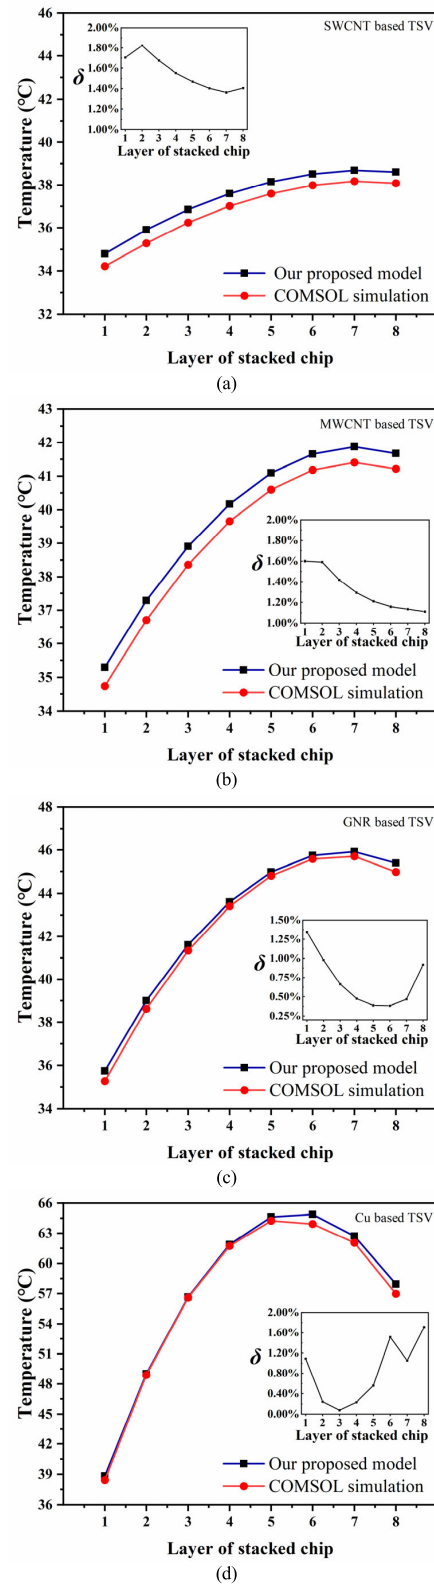 SWCNT based TSV
46
44
42
40
38
36
34
32
Temperature (°C)
2.00%
1.80%
1.60%
1.40%
1.20%
1.00%
δ
1 2 3 4 5 6 7 8
Layer of stacked chip
Our proposed model
COMSOL simulation
1 2 3 4 5 6 7 8
Layer of stacked chip
(a)
MWCNT based TSV
43
42
41
40
39
38
37
36
35
34
Temperature (°C)
2.00%
1.80%
1.60%
1.40%
1.20%
1.00%
δ
1 2 3 4 5 6 7 8
Layer of stacked chip
Our proposed model
COMSOL simulation
1 2 3 4 5 6 7 8
Layer of stacked chip
(b)
GNR based TSV
48
46
44
42
40
38
36
34
Temperature (°C)
1.50%
1.25%
1.00%
0.75%
0.50%
0.25%
δ
1 2 3 4 5 6 7 8
Layer of stacked chip
Our proposed model
COMSOL simulation
1 2 3 4 5 6 7 8
Layer of stacked chip
(c)
Cu based TSV
66
63
60
57
54
51
48
45
42
39
36
Temperature (°C)
2.00%
1.60%
1.20%
0.80%
0.40%
0.00%
δ
1 2 3 4 5 6 7 8
Layer of stacked chip
Our proposed model
COMSOL simulation
1 2 3 4 5 6 7 8
Layer of stacked chip
(d)